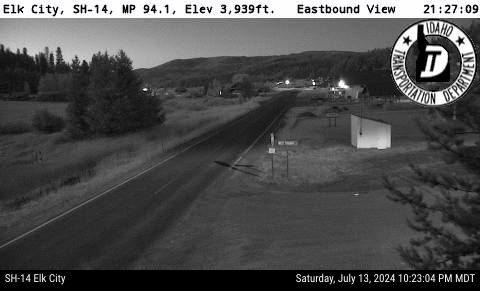 Elk City, SH-14, MP 94.1, Elev 3,939ft. Eastbound View 21:27:09
IDAHO
TRANSPORTATION DEPARTMENT
SH-14 Elk City Saturday, July 13, 2024 10:23:04 PM MDT